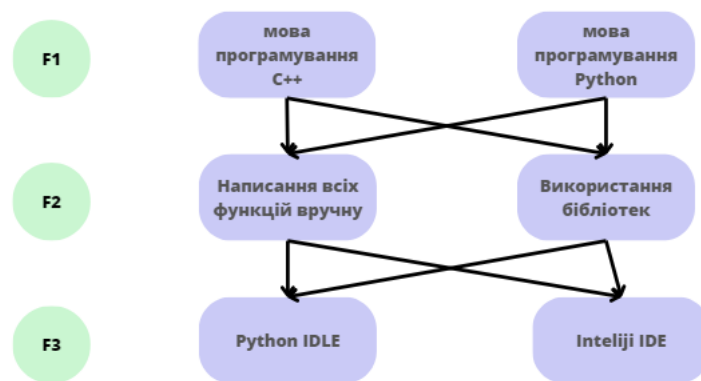 F1
мова
програмування
C++
мова
програмування
Python
F2
Написання всіх
функцій вручну
Використання
бібліотек
F3
Python IDLE
Inteliji IDE